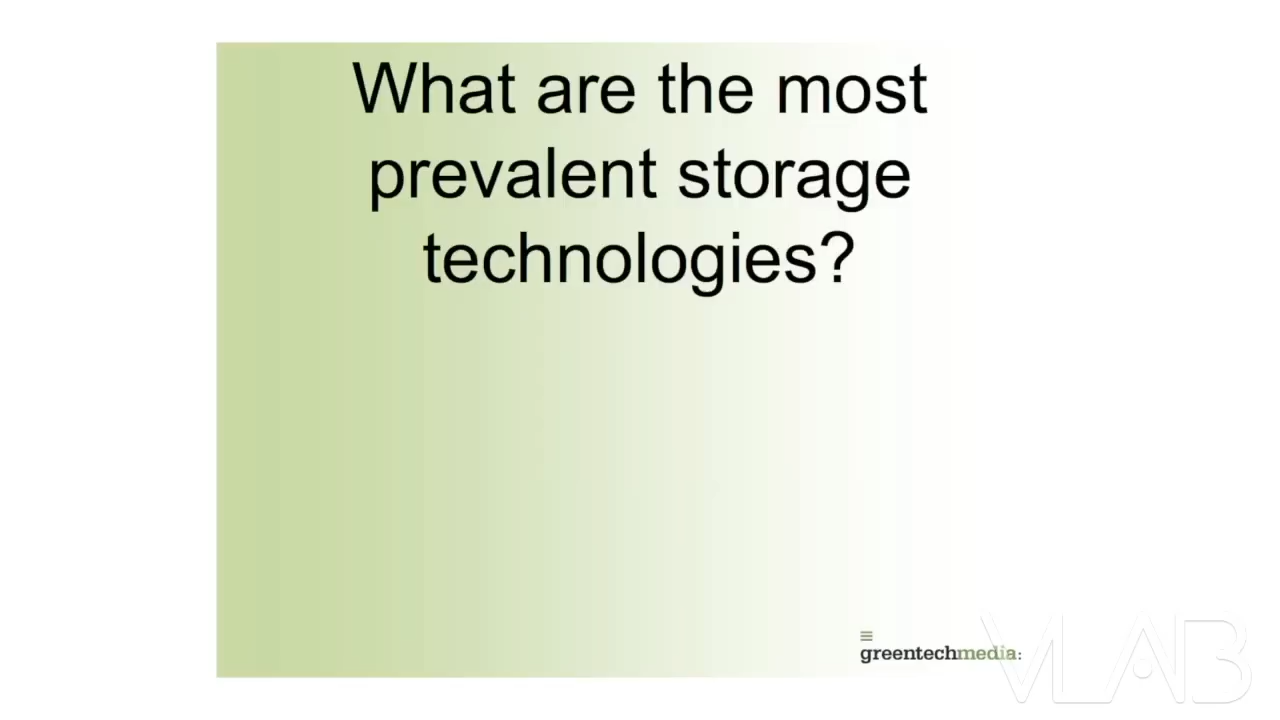 What are the most
prevalent storage
technologies?
greentechmedia:
VLAB